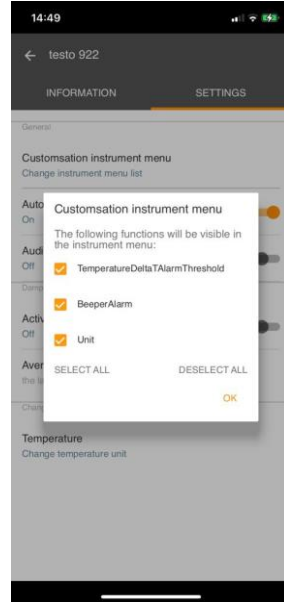 14:49
testo 922
INFORMATION
SETTINGS
General
Customsation instrument menu
Change instrument menu list
Auto
On
Audi
Off
Damp
Activ
Off
Aver
the la
Chan
Temperature
Change temperature unit
Customsation instrument menu
The following functions will be visible in
the instrument menu:
TemperatureDeltaTAlarmThreshold
BeeperAlarm
Unit
SELECT ALL
DESELECT ALL
OK